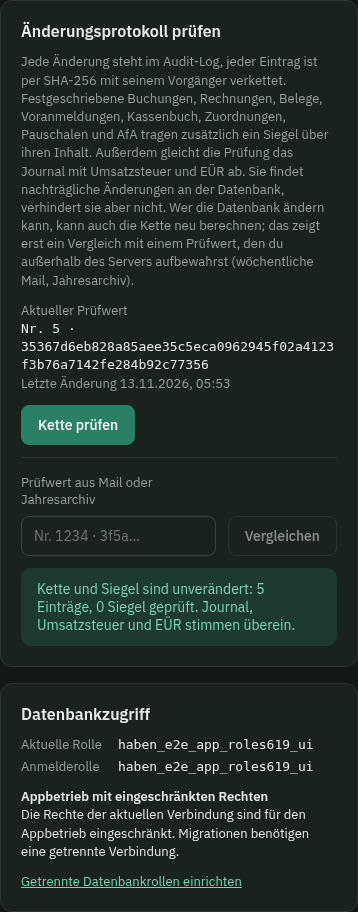 Änderungsprotokoll prüfen
Jede Änderung steht im Audit-Log, jeder Eintrag ist
per SHA-256 mit seinem Vorgänger verkettet.
Festgeschriebene Buchungen, Rechnungen, Belege,
Voranmeldungen, Kassenbuch, Zuordnungen,
Pauschalen und AfA tragen zusätzlich ein Siegel über
ihren Inhalt. Außerdem gleicht die Prüfung das
Journal mit Umsatzsteuer und EÜR ab. Sie findet
nachträgliche Änderungen an der Datenbank,
verhindert sie aber nicht. Wer die Datenbank ändern
kann, kann auch die Kette neu berechnen; das zeigt
erst ein Vergleich mit einem Prüfwert, den du
außerhalb des Servers aufbewahrst (wöchentliche
Mail, Jahresarchiv).
Aktueller Prüfwert
Nr. 5 ·
35367d6eb828a85aee35c5eca0962945f02a4123
f3b76a7142fe284b92c77356
Letzte Änderung 13.11.2026, 05:53
Kette prüfen
Prüfwert aus Mail oder
Jahresarchiv
Nr. 1234 · 3f5a…
Vergleichen
Kette und Siegel sind unverändert: 5
Einträge, 0 Siegel geprüft. Journal,
Umsatzsteuer und EÜR stimmen überein.
Datenbankzugriff
Aktuelle Rolle haben_e2e_app_roles619_ui
Anmelderolle haben_e2e_app_roles619_ui
Appbetrieb mit eingeschränkten Rechten
Die Rechte der aktuellen Verbindung sind für den
Appbetrieb eingeschränkt. Migrationen benötigen
eine getrennte Verbindung.
Getrennte Datenbankrollen einrichten